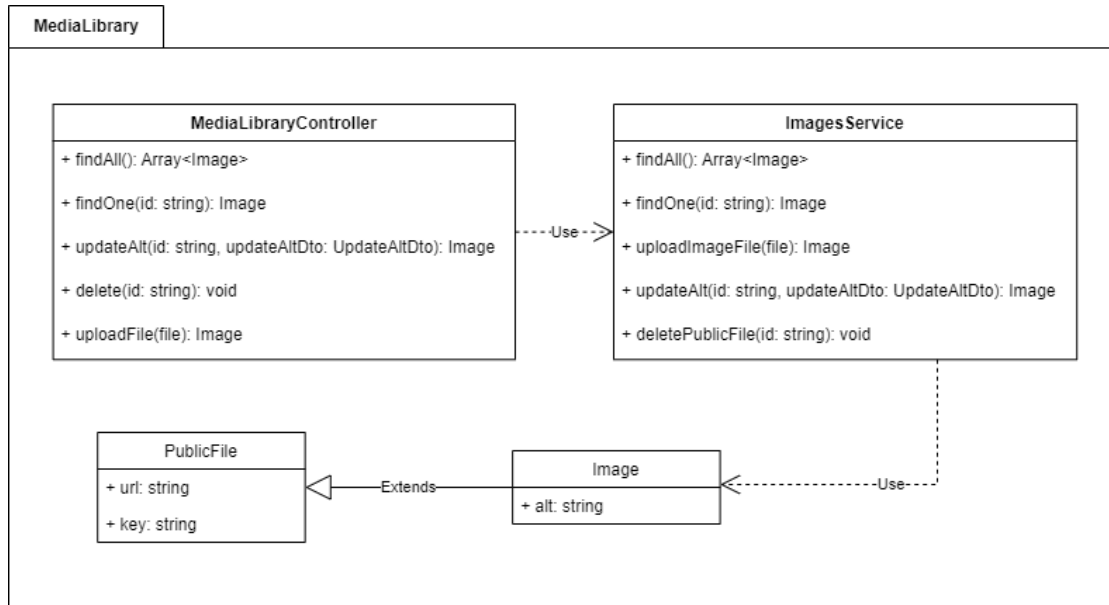 MediaLibrary
MediaLibraryController
+ findAll(): Array<Image>
+ findOne(id: string): Image
+ updateAlt(id: string, updateAltDto: UpdateAltDto): Image
+ delete(id: string): void
+ uploadFile(file): Image
Use
ImagesService
+ findAll(): Array<Image>
+ findOne(id: string): Image
+ uploadImageFile(file): Image
+ updateAlt(id: string, updateAltDto: UpdateAltDto): Image
+ deletePublicFile(id: string): void
PublicFile
+ url: string
+ key: string
Extends
Image
+ alt: string
Use